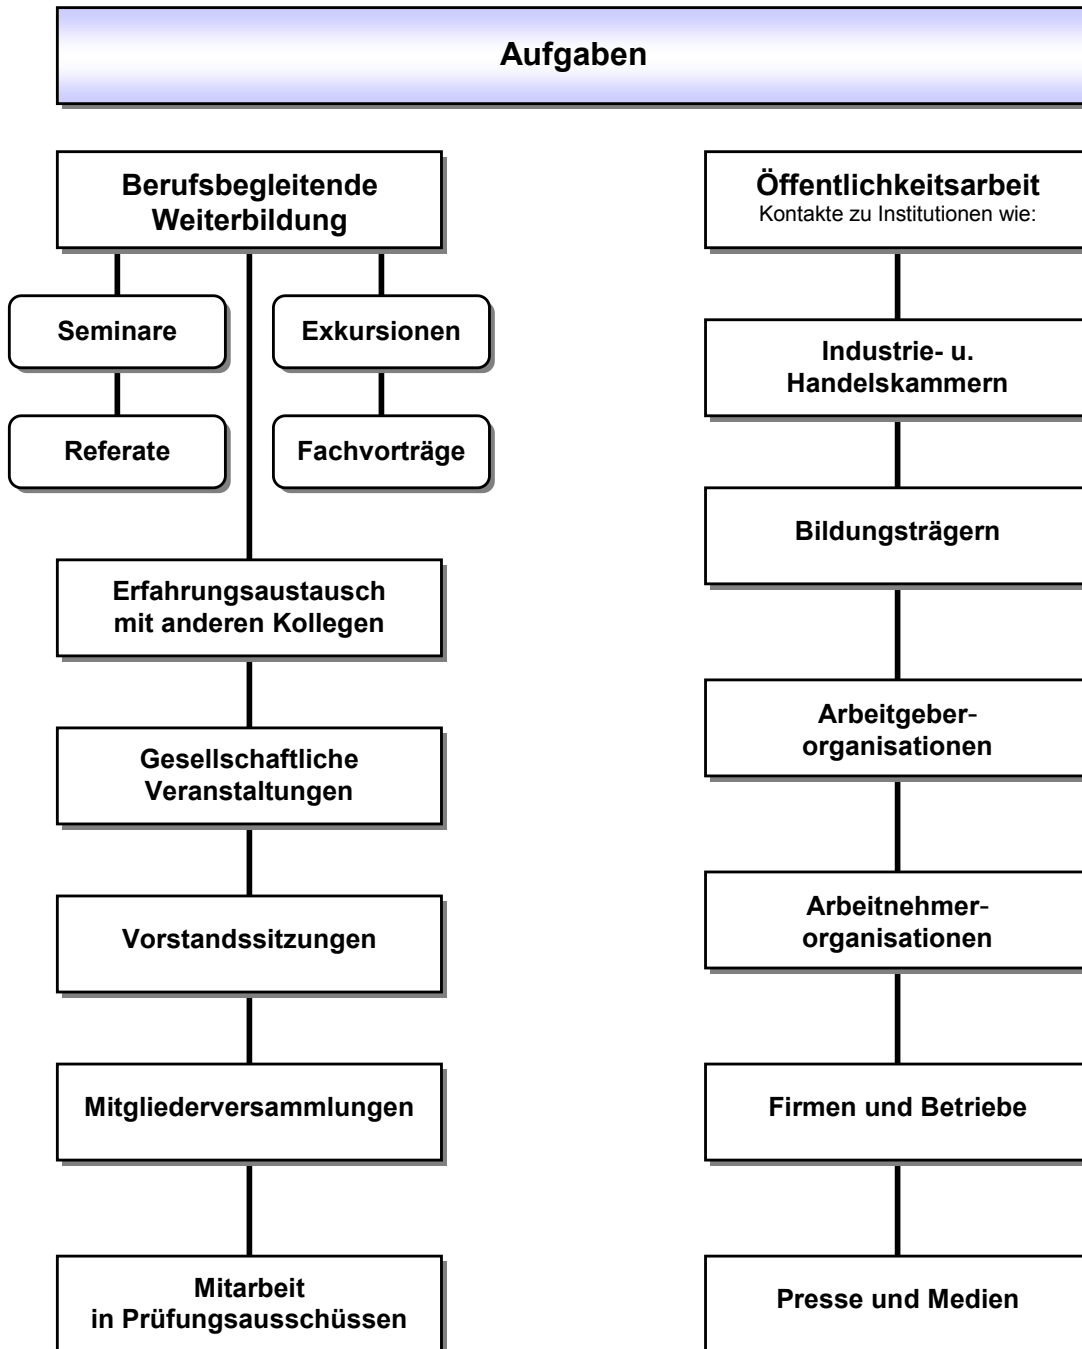 Aufgaben
Berufsbegleitende
Weiterbildung
Seminare
Exkursionen
Referate
Fachvorträge
Erfahrungsaustausch
mit anderen Kollegen
Gesellschaftliche
Veranstaltungen
Vorstandssitzungen
Mitgliederversammlungen
Mitarbeit
in Prüfungsausschüssen
Öffentlichkeitsarbeit
Kontakte zu Institutionen wie:
Industrie- u.
Handelskammern
Bildungsträgern
Arbeitgeber-
organisationen
Arbeitnehmer-
organisationen
Firmen und Betriebe
Presse und Medien